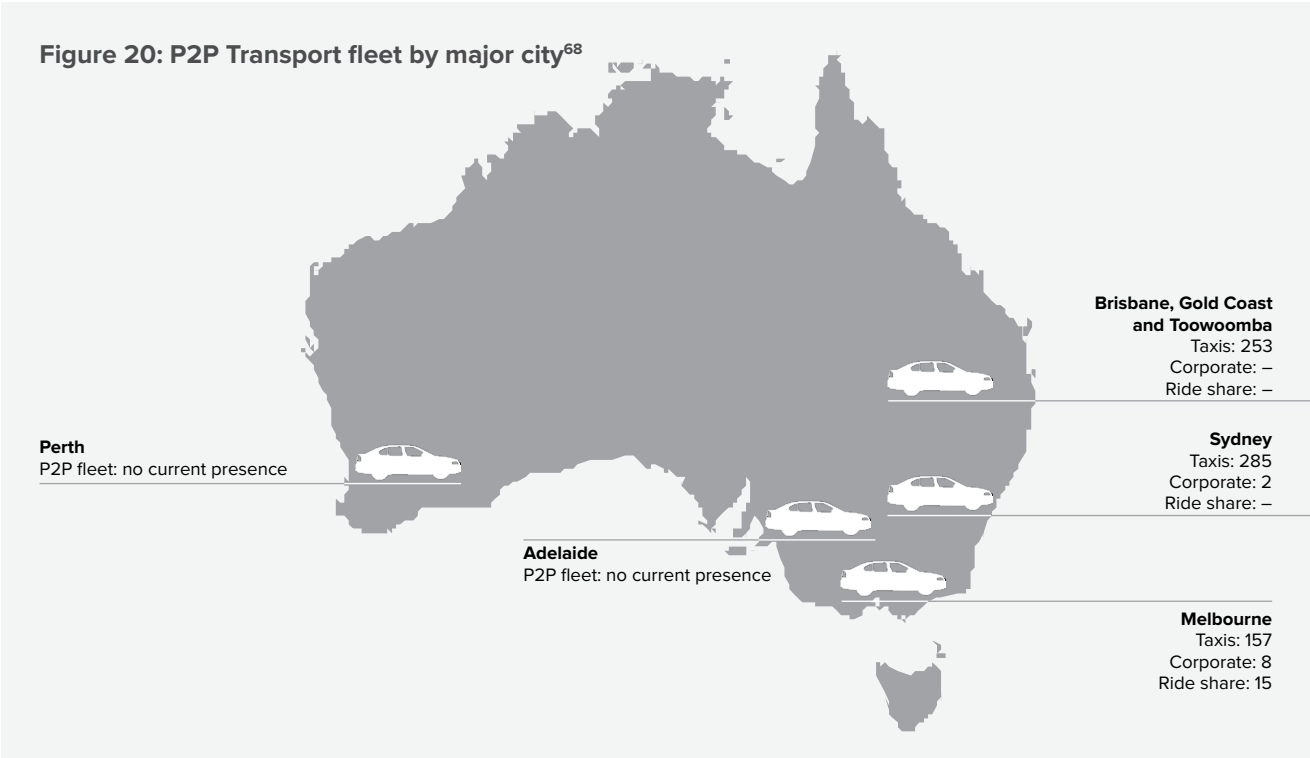 Figure 20: P2P Transport fleet by major city68
Brisbane, Gold Coast
and Toowoomba
Taxis: 253
Corporate: –
Ride share: –
Perth
P2P fleet: no current presence
Sydney
Taxis: 285
Corporate: 2
Ride share: –
Adelaide
P2P fleet: no current presence
Melbourne
Taxis: 157
Corporate: 8
Ride share: 15